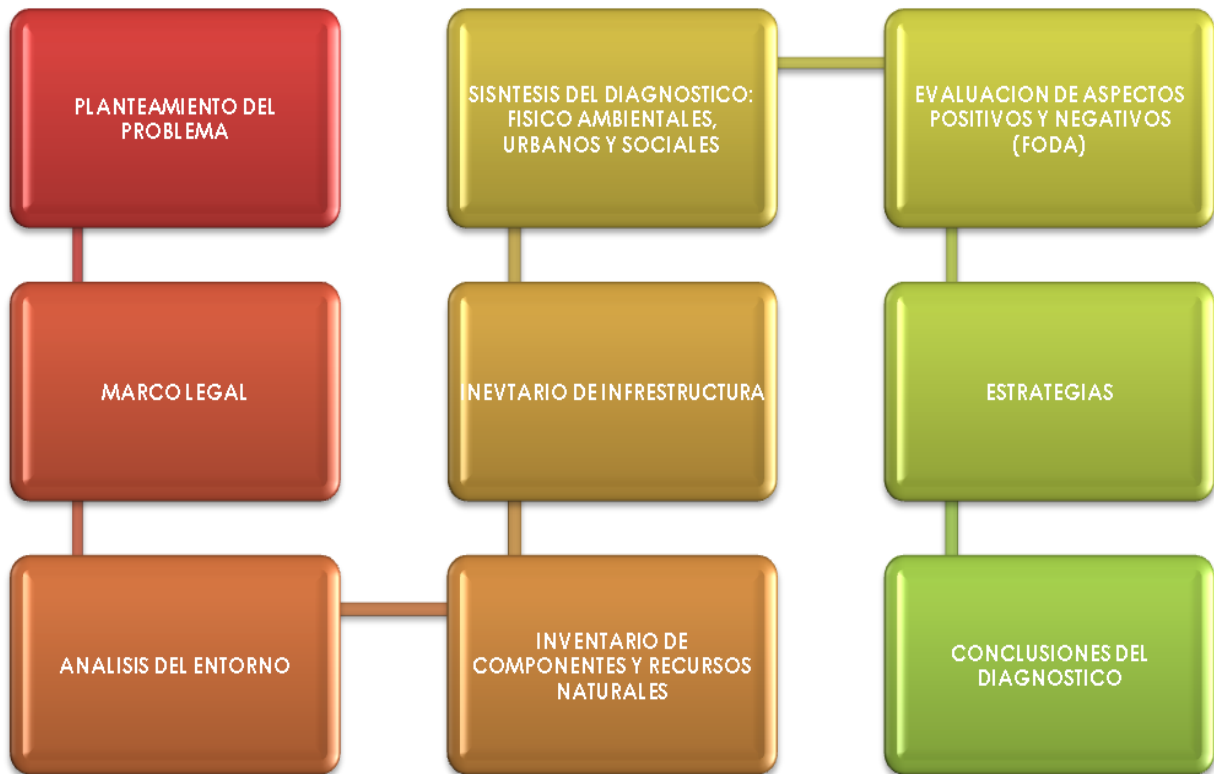 PLANTEAMIENTO DEL
PROBLEMA
MARCO LEGAL
ANALISIS DEL ENTORNO
INVENTARIO DE
COMPONENTES Y RECURSOS
NATURALES
INEVTARIO DE INFRESTRUCTURA
SISNTESIS DEL DIAGNOSTICO:
FISICO AMBIENTALES,
URBANOS Y SOCIALES
EVALUACION DE ASPECTOS
POSITIVOS Y NEGATIVOS
(FODA)
ESTRATEGIAS
CONCLUSIONES DEL
DIAGNOSTICO